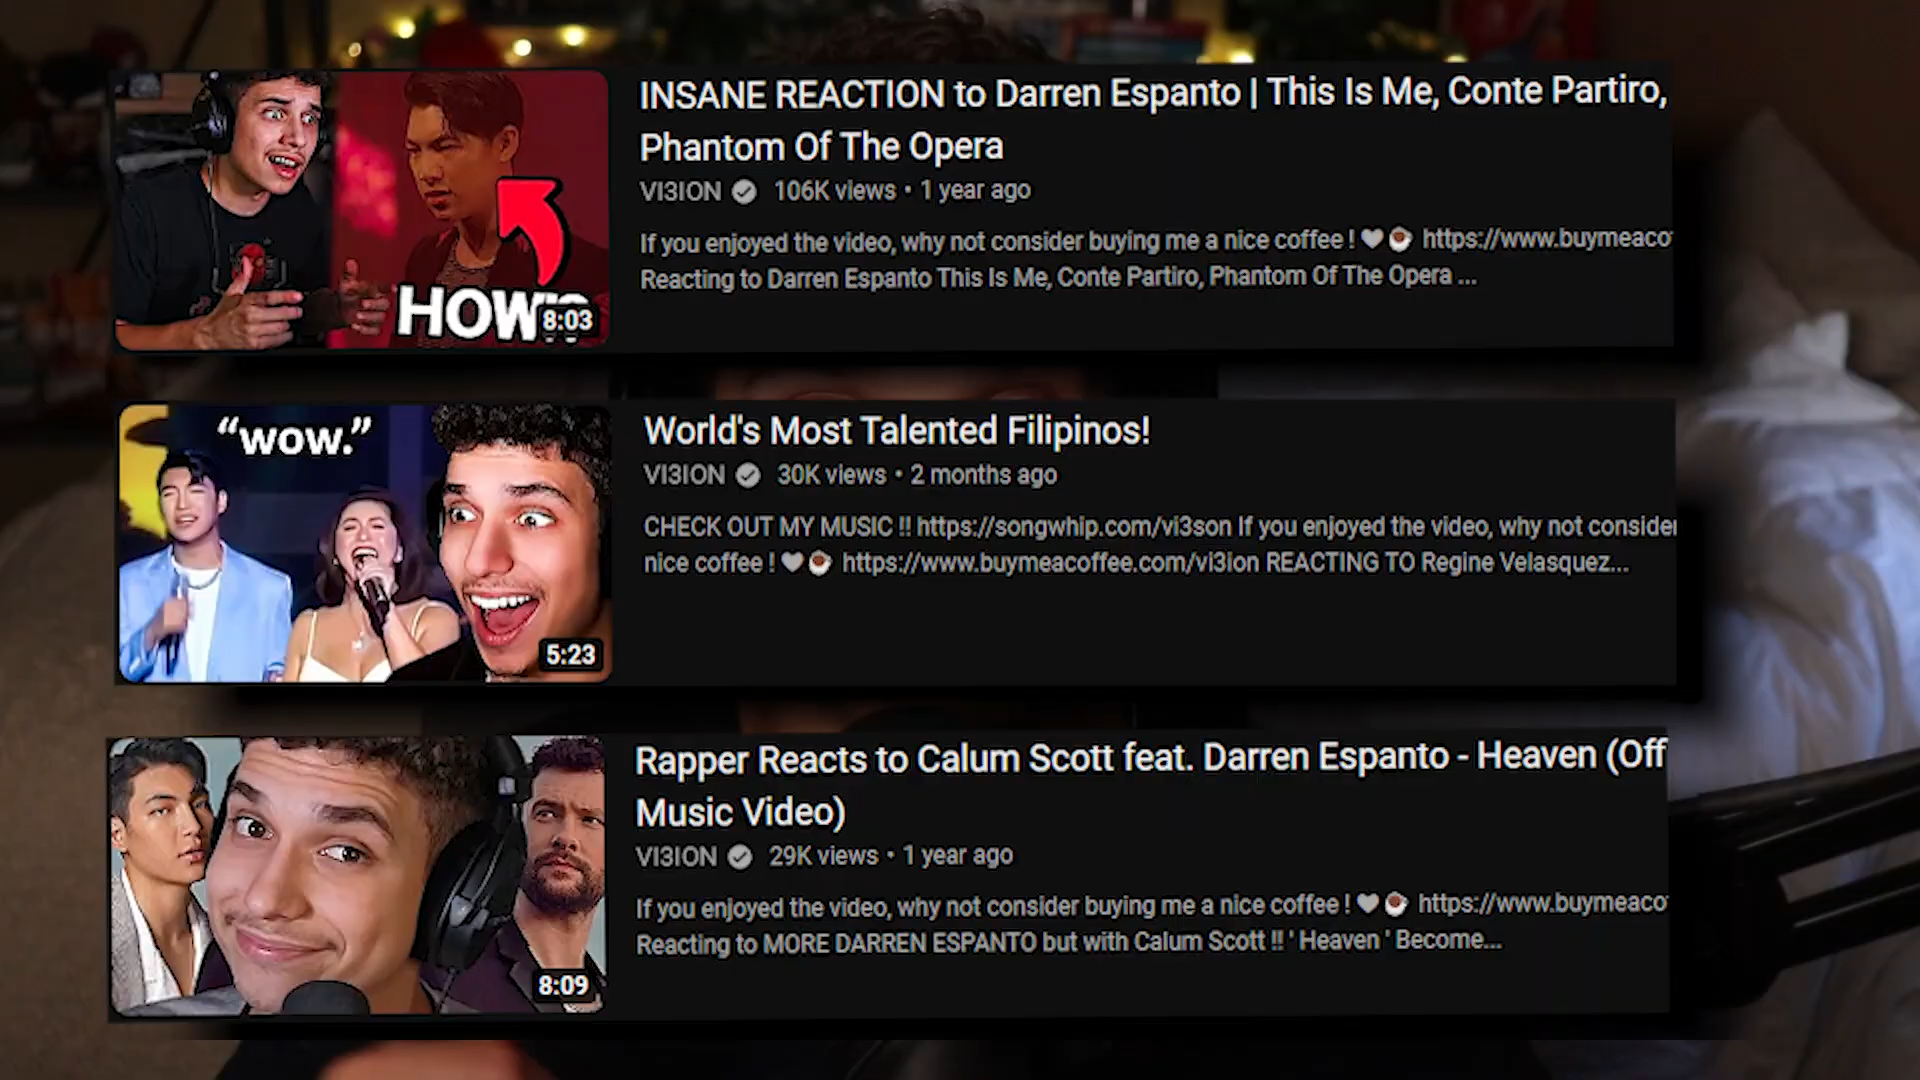 INSANE REACTION to Darren Espanto | This Is Me, Conte Partiro,
Phantom Of The Opera
VI3ION 106K views • 1 year ago
If you enjoyed the video, why not consider buying me a nice coffee ! 🤍☕ https://www.buymeaco
Reacting to Darren Espanto This Is Me, Conte Partiro, Phantom Of The Opera ...
HOW
8:03
“wow.”
5:23
World's Most Talented Filipinos!
VI3ION 30K views • 2 months ago
CHECK OUT MY MUSIC !! https://songwhip.com/vi3son If you enjoyed the video, why not consider
nice coffee ! 🤍☕ https://www.buymeacoffee.com/vi3ion REACTING TO Regine Velasquez...
Rapper Reacts to Calum Scott feat. Darren Espanto - Heaven (Off
Music Video)
VI3ION 29K views • 1 year ago
If you enjoyed the video, why not consider buying me a nice coffee ! 🤍☕ https://www.buymeaco
Reacting to MORE DARREN ESPANTO but with Calum Scott !! ' Heaven ' Become...
8:09